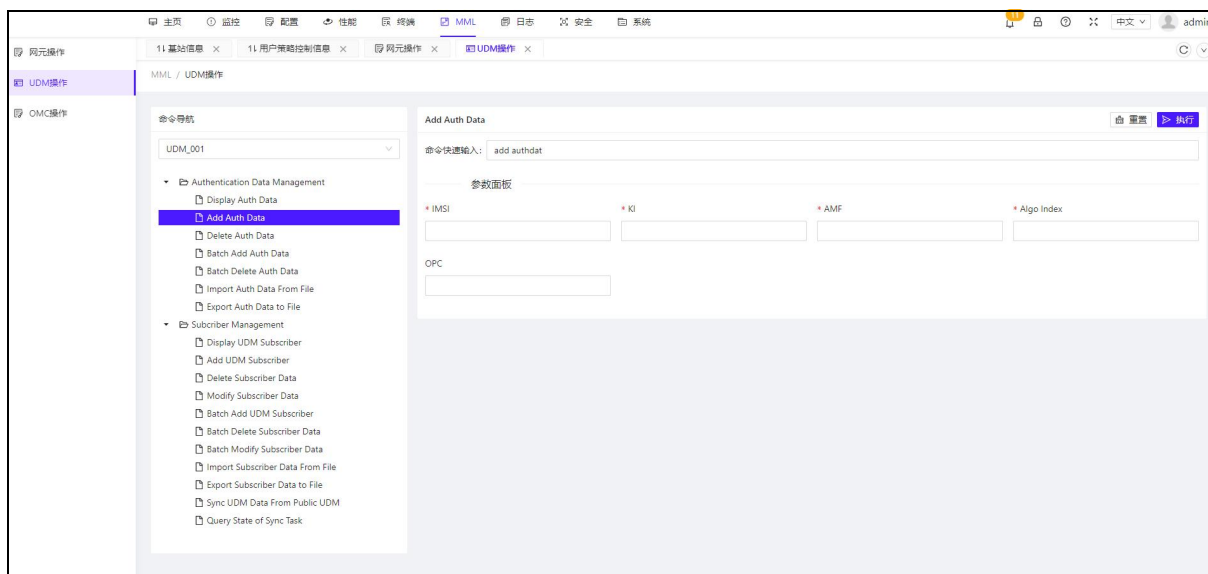 主页 监控 配置 性能 终端 MML 日志 安全 系统 11 中文 admin
网元操作
UDM操作
OMC操作
基站信息 用户策略控制信息 网元操作 UDM操作
MML / UDM操作
命令导航
UDM_001
Authentication Data Management
Display Auth Data
Add Auth Data
Delete Auth Data
Batch Add Auth Data
Batch Delete Auth Data
Import Auth Data From File
Export Auth Data to File
Subcriber Management
Display UDM Subscriber
Add UDM Subscriber
Delete Subscriber Data
Modify Subscriber Data
Batch Add UDM Subscriber
Batch Delete Subscriber Data
Batch Modify Subscriber Data
Import Subscriber Data From File
Export Subscriber Data to File
Sync UDM Data From Public UDM
Query State of Sync Task
Add Auth Data 重置 执行
命令快速输入: add authdat
参数面板
* IMSI * KI * AMF * Algo Index
OPC